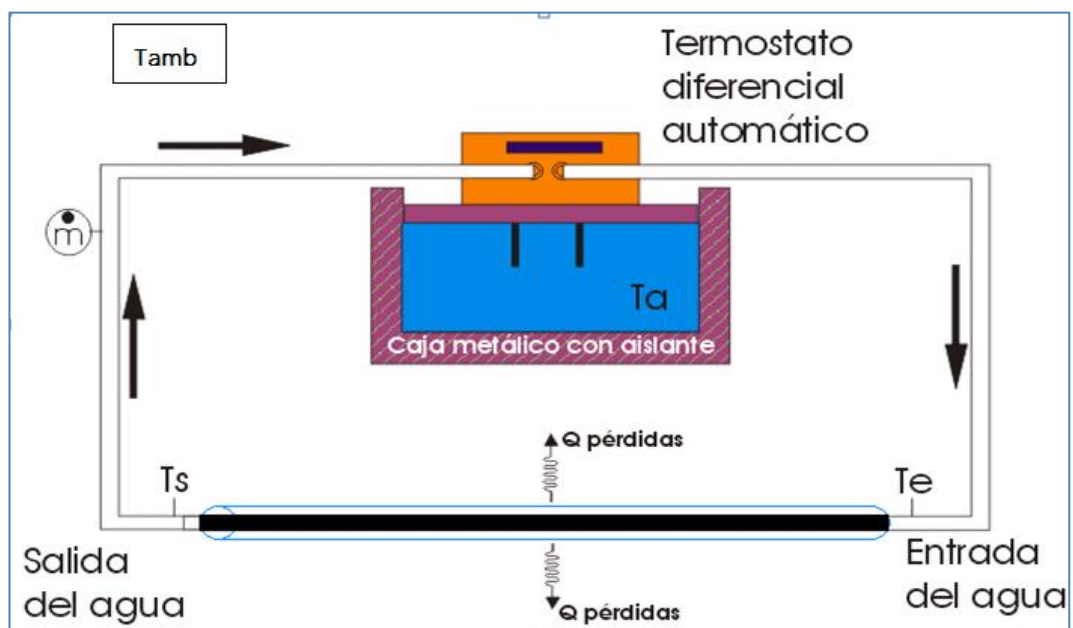 Tamb
Termostato
diferencial
automático
ṁ
Ta
Caja metálico con aislante
Q pérdidas
Ts
Te
Salida
del agua
Entrada
del agua
Q pérdidas